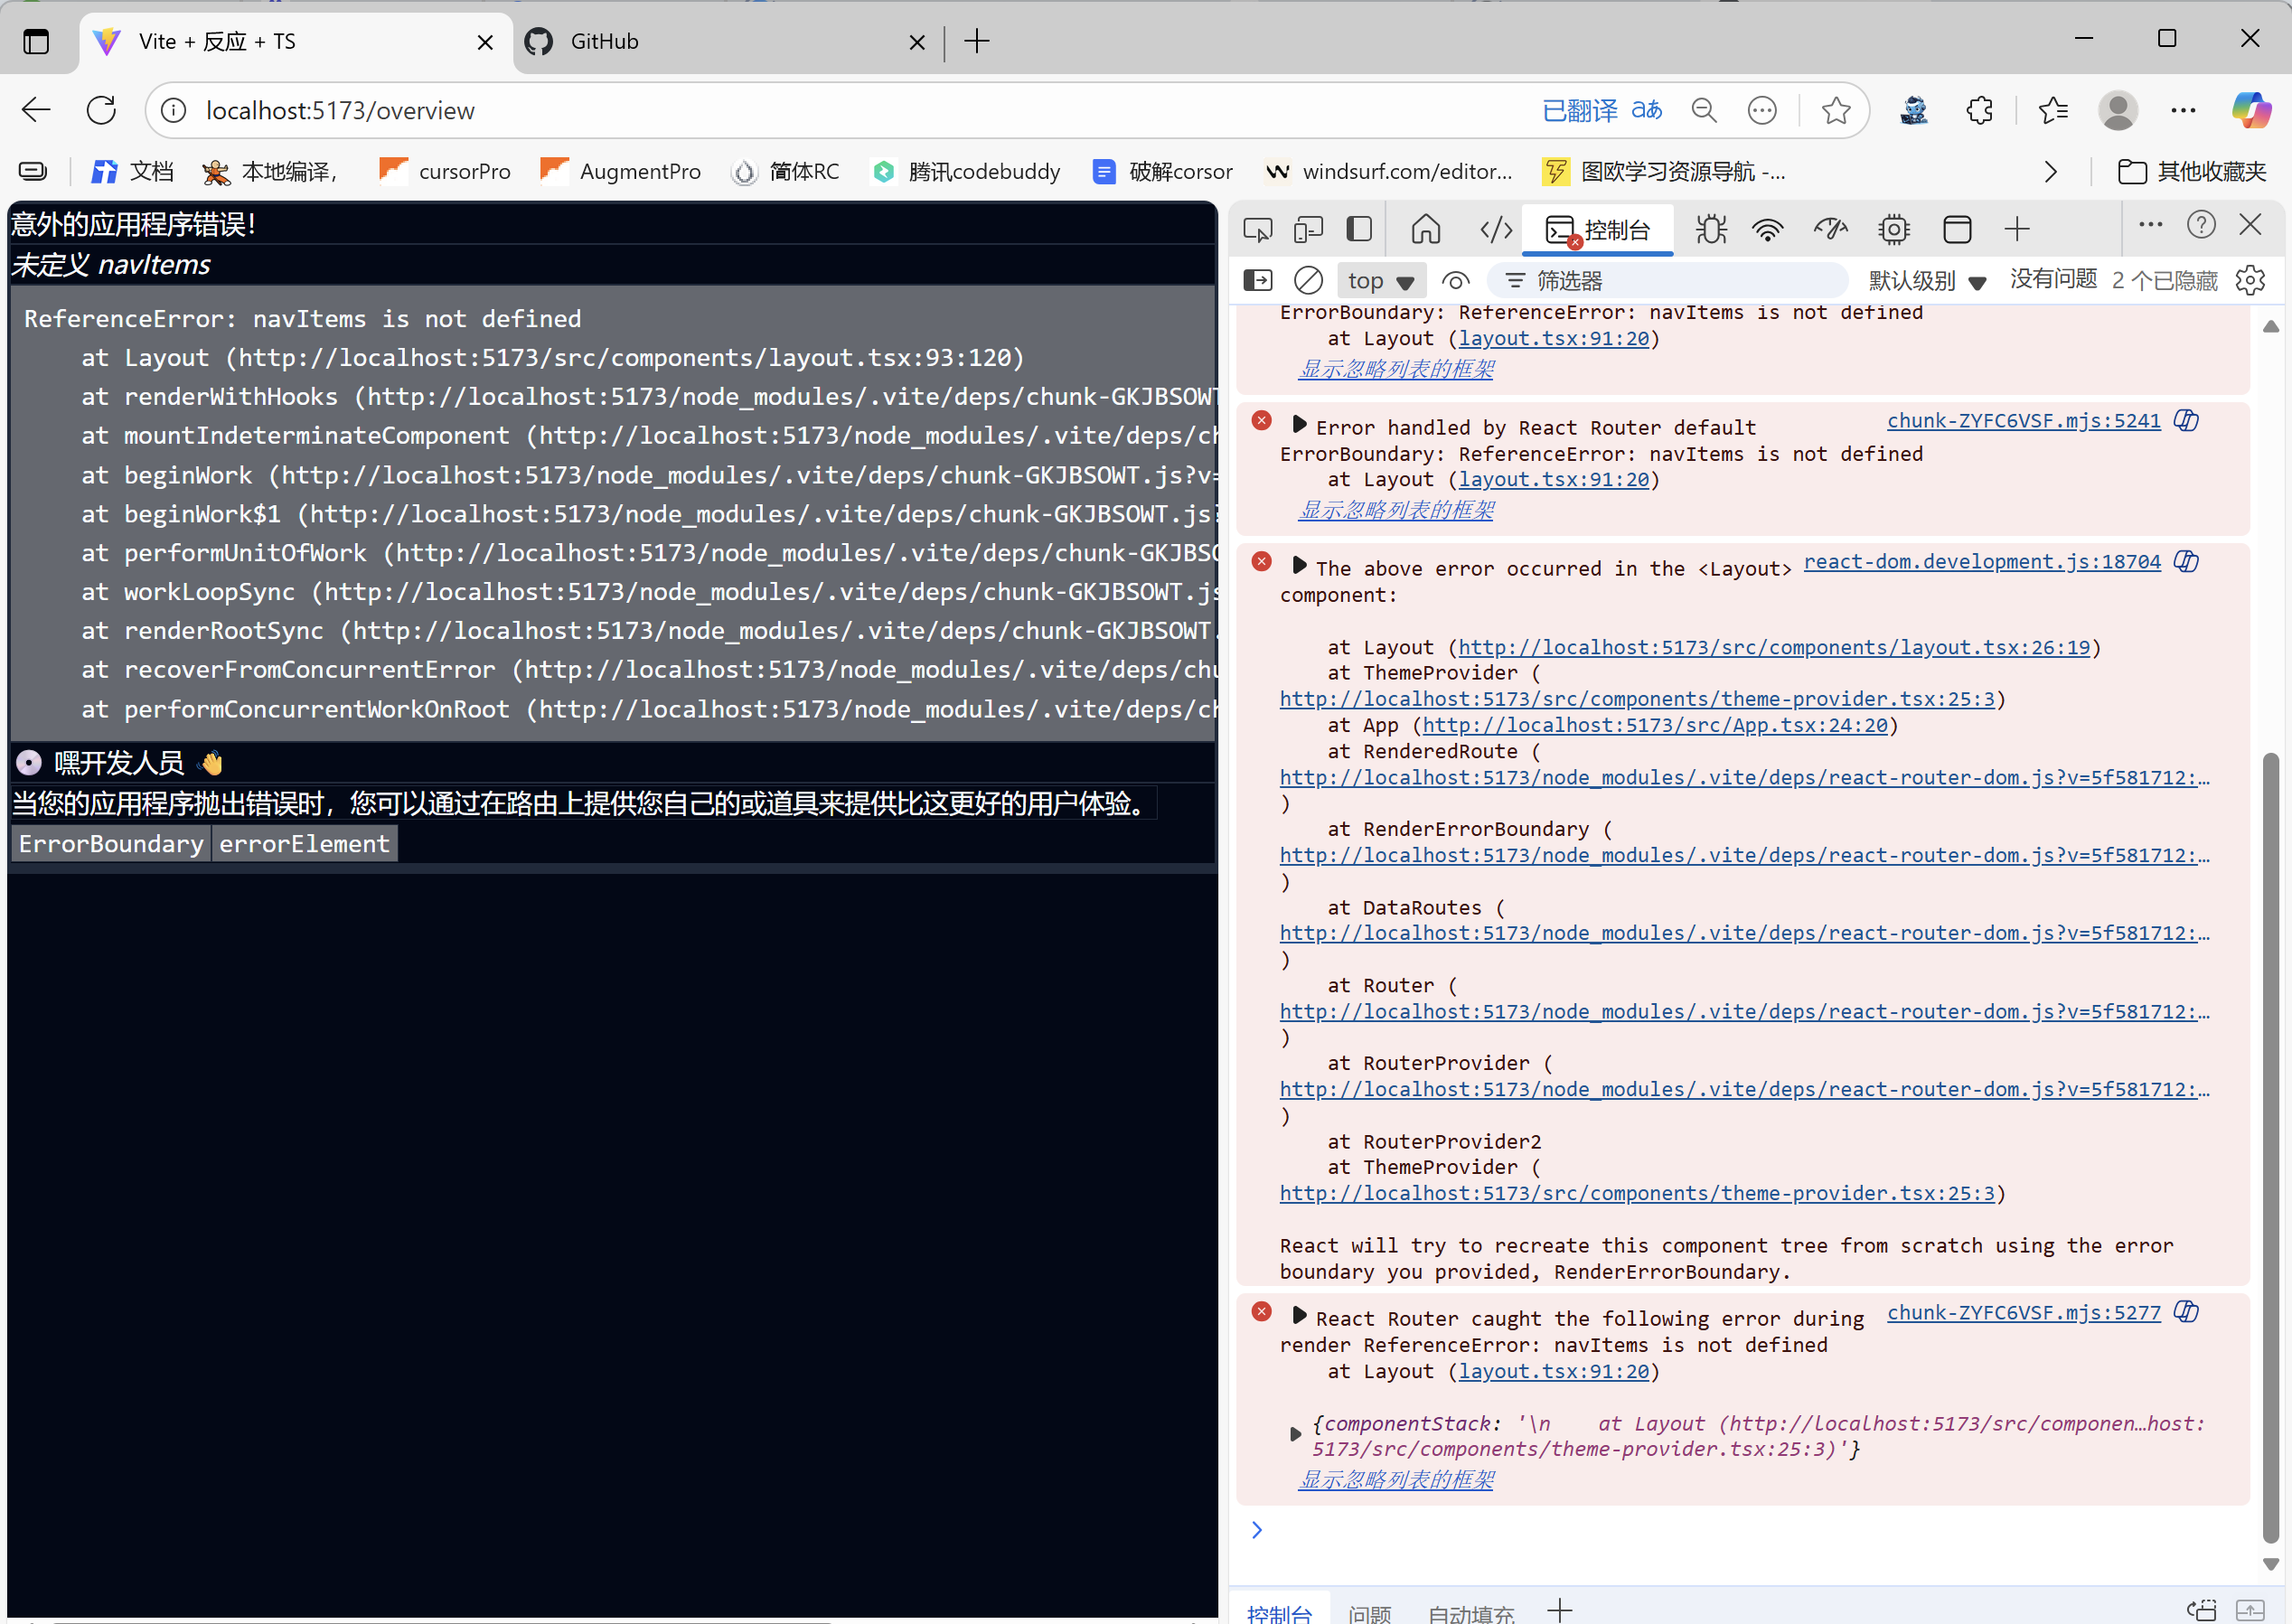 Vite + 反应 + TS
GitHub
localhost:5173/overview
已翻译
aあ
文档
本地编译,
cursorPro
AugmentPro
简体RC
腾讯codebuddy
破解corsor
windsurf.com/editor...
图欧学习资源导航 -...
其他收藏夹
意外的应用程序错误!
未定义 navItems
ReferenceError: navItems is not defined
at Layout (http://localhost:5173/src/components/layout.tsx:93:120)
at renderWithHooks (http://localhost:5173/node_modules/.vite/deps/chunk-GKJBSOWT
at mountIndeterminateComponent (http://localhost:5173/node_modules/.vite/deps/ch
at beginWork (http://localhost:5173/node_modules/.vite/deps/chunk-GKJBSOWT.js?v=
at beginWork$1 (http://localhost:5173/node_modules/.vite/deps/chunk-GKJBSOWT.js?
at performUnitOfWork (http://localhost:5173/node_modules/.vite/deps/chunk-GKJBSO
at workLoopSync (http://localhost:5173/node_modules/.vite/deps/chunk-GKJBSOWT.js
at renderRootSync (http://localhost:5173/node_modules/.vite/deps/chunk-GKJBSOWT.
at recoverFromConcurrentError (http://localhost:5173/node_modules/.vite/deps/chu
at performConcurrentWorkOnRoot (http://localhost:5173/node_modules/.vite/deps/ch
💿 嘿开发人员 👋
当您的应用程序抛出错误时，您可以通过在路由上提供您自己的或道具来提供比这更好的用户体验。
ErrorBoundary errorElement
控制台
top
筛选器
默认级别
没有问题
2 个已隐藏
ErrorBoundary: ReferenceError: navItems is not defined
at Layout (layout.tsx:91:20)
显示忽略列表的框架
Error handled by React Router default
chunk-ZYFC6VSF.mjs:5241
ErrorBoundary: ReferenceError: navItems is not defined
at Layout (layout.tsx:91:20)
显示忽略列表的框架
The above error occurred in the <Layout>
react-dom.development.js:18704
component:
at Layout (http://localhost:5173/src/components/layout.tsx:26:19)
at ThemeProvider (
http://localhost:5173/src/components/theme-provider.tsx:25:3)
at App (http://localhost:5173/src/App.tsx:24:20)
at RenderedRoute (
http://localhost:5173/node_modules/.vite/deps/react-router-dom.js?v=5f581712:…
)
at RenderErrorBoundary (
http://localhost:5173/node_modules/.vite/deps/react-router-dom.js?v=5f581712:…
)
at DataRoutes (
http://localhost:5173/node_modules/.vite/deps/react-router-dom.js?v=5f581712:…
)
at Router (
http://localhost:5173/node_modules/.vite/deps/react-router-dom.js?v=5f581712:…
)
at RouterProvider (
http://localhost:5173/node_modules/.vite/deps/react-router-dom.js?v=5f581712:…
)
at RouterProvider2
at ThemeProvider (
http://localhost:5173/src/components/theme-provider.tsx:25:3)
React will try to recreate this component tree from scratch using the error
boundary you provided, RenderErrorBoundary.
React Router caught the following error during
chunk-ZYFC6VSF.mjs:5277
render ReferenceError: navItems is not defined
at Layout (layout.tsx:91:20)
{componentStack: '\n    at Layout (http://localhost:5173/src/componen…host:
5173/src/components/theme-provider.tsx:25:3)'}
显示忽略列表的框架
控制台
问题
自动填充